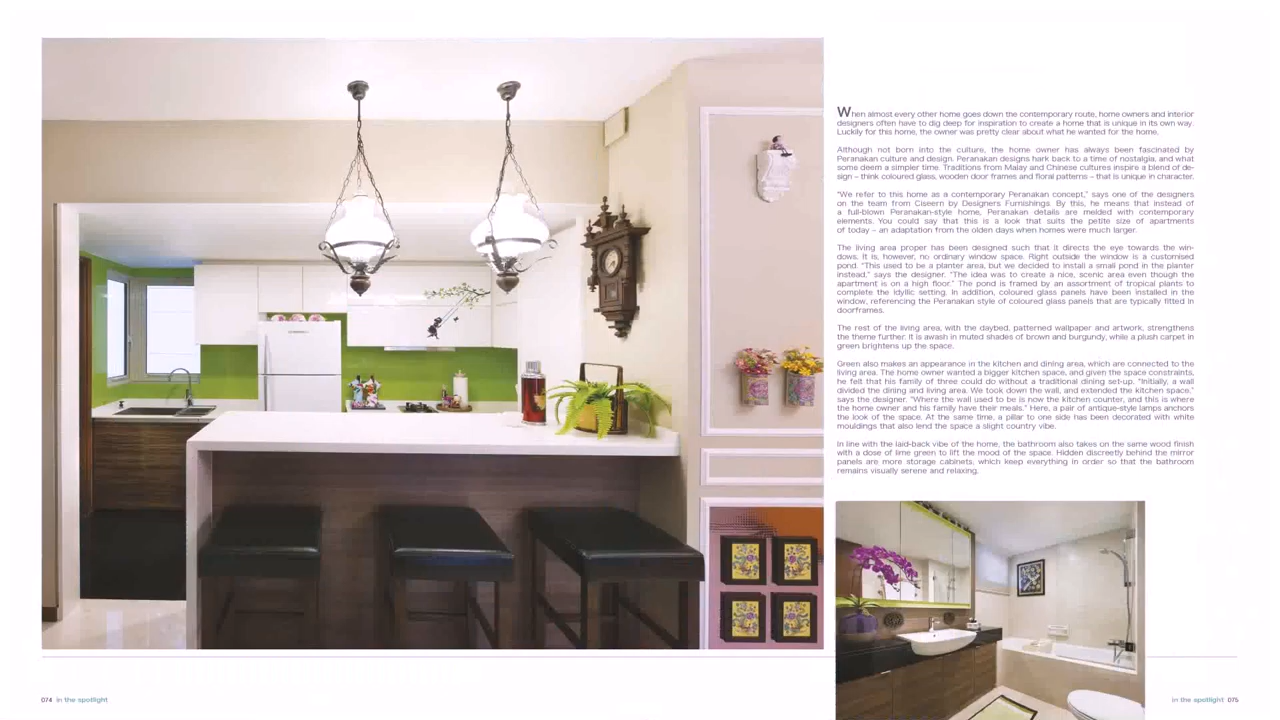 When almost every other home goes down the contemporary route, home owners and interior
designers often have to dig deep for inspiration to create a home that is unique in its own way.
Luckily for this home, the owner was pretty clear about what he wanted for the home.
Although not born into the culture, the home owner has always been fascinated by
Peranakan culture and design. Peranakan designs hark back to a time of nostalgia, and what
some deem a simpler time. Traditions from Malay and Chinese cultures inspire a blend of de-
sign – think coloured glass, wooden door frames and floral patterns – that is unique in character.
"We refer to this home as a contemporary Peranakan concept," says one of the designers
on the team from Ciseern by Designers Furnishings. By this, he means that instead of
a full-blown Peranakan-style home, Peranakan details are melded with contemporary
elements. You could say that this is a look that suits the petite size of apartments
of today – an adaptation from the olden days when homes were much larger.
The living area proper has been designed such that it directs the eye towards the win-
dows. It is, however, no ordinary window space. Right outside the window is a customised
pond. "This used to be a planter area, but we decided to install a small pond in the planter
instead," says the designer. "The idea was to create a nice, scenic area even though the
apartment is on a high floor." The pond is framed by an assortment of tropical plants to
complete the idyllic setting. In addition, coloured glass panels have been installed in the
window, referencing the Peranakan style of coloured glass panels that are typically fitted in
doorframes.
The rest of the living area, with the daybed, patterned wallpaper and artwork, strengthens
the theme further. It is awash in muted shades of brown and burgundy, while a plush carpet in
green brightens up the space.
Green also makes an appearance in the kitchen and dining area, which are connected to the
living area. The home owner wanted a bigger kitchen space, and given the space constraints,
he felt that his family of three could do without a traditional dining set-up. "Initially, a wall
divided the dining and living area. We took down the wall, and extended the kitchen space,"
says the designer. "Where the wall used to be is now the kitchen counter, and this is where
the home owner and his family have their meals." Here, a pair of antique-style lamps anchors
the look of the space. At the same time, a pillar to one side has been decorated with white
mouldings that also lend the space a slight country vibe.
In line with the laid-back vibe of the home, the bathroom also takes on the same wood finish
with a dose of lime green to lift the mood of the space. Hidden discreetly behind the mirror
panels are more storage cabinets, which keep everything in order so that the bathroom
remains visually serene and relaxing.
074 in the spotlight
in the spotlight 075